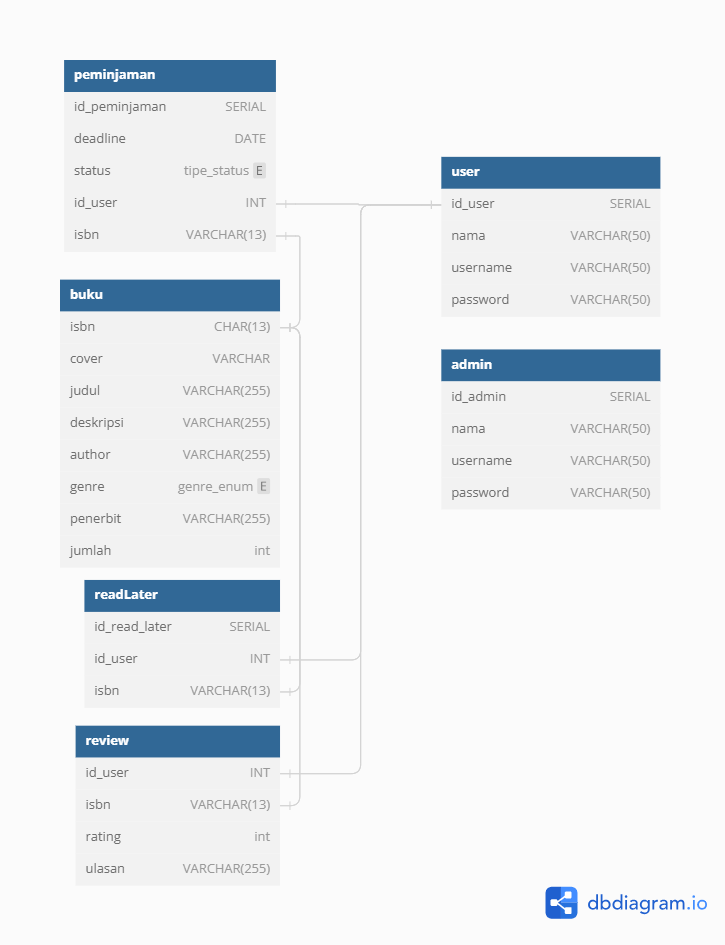 peminjaman
id_peminjaman SERIAL
deadline DATE
status tipe_status E
id_user INT
isbn VARCHAR(13)
buku
isbn CHAR(13)
cover VARCHAR
judul VARCHAR(255)
deskripsi VARCHAR(255)
author VARCHAR(255)
genre genre_enum E
penerbit VARCHAR(255)
jumlah int
readLater
id_read_later SERIAL
id_user INT
isbn VARCHAR(13)
review
id_user INT
isbn VARCHAR(13)
rating int
ulasan VARCHAR(255)
user
id_user SERIAL
nama VARCHAR(50)
username VARCHAR(50)
password VARCHAR(50)
admin
id_admin SERIAL
nama VARCHAR(50)
username VARCHAR(50)
password VARCHAR(50)
dbdiagram.io